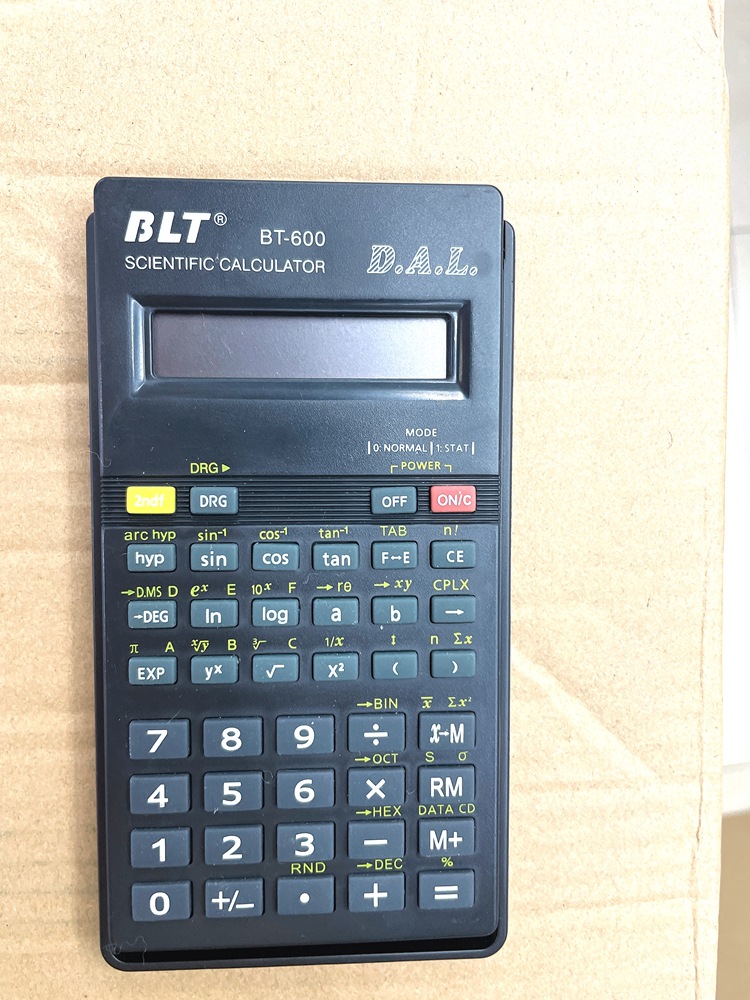 BLT®
BT-600
D.A.L.
SCIENTIFIC CALCULATOR
MODE
0: NORMAL 1: STAT
DRG► POWER
2ndf DRG OFF ON/C
arc hyp sin⁻¹ cos⁻¹ tan⁻¹ TAB n!
hyp sin cos tan F↔E CE
→D.MS D eˣ E 10ˣ F →rθ →xy CPLX
→DEG ln log a b →
π A ˣ√y B ³√ C 1/x ↕ n Σx
EXP yˣ √ X² ( )
→BIN x̅ Σx²
7 8 9 ÷ x→M
→OCT S σ
4 5 6 × RM
→HEX DATA CD
1 2 3 − M+
RND →DEC %
0 +/− · + =